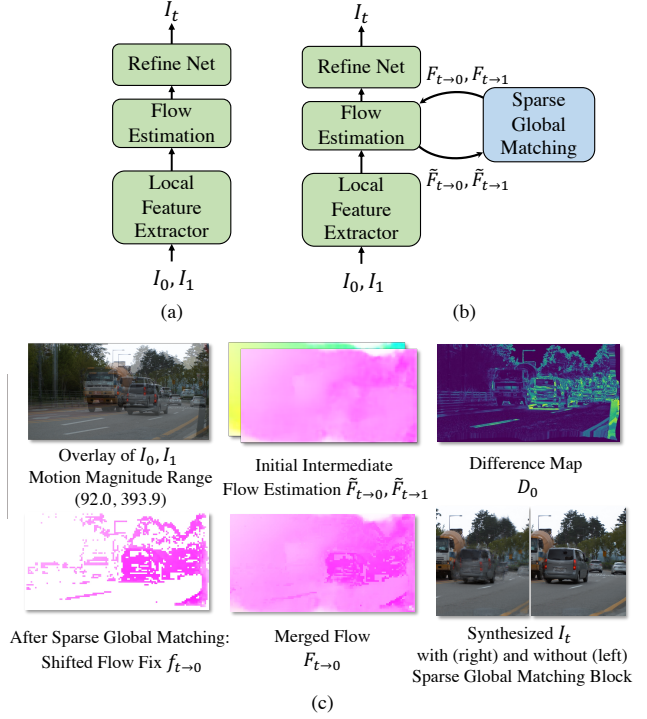 I_t
Refine Net
Flow
Estimation
Local
Feature
Extractor
I_0, I_1
(a)
I_t
Refine Net
F_{t→0}, F_{t→1}
Flow
Estimation
Sparse
Global
Matching
F̃_{t→0}, F̃_{t→1}
Local
Feature
Extractor
I_0, I_1
(b)
Overlay of I_0, I_1
Motion Magnitude Range
(92.0, 393.9)
Initial Intermediate
Flow Estimation F̃_{t→0}, F̃_{t→1}
Difference Map
D_0
After Sparse Global Matching:
Shifted Flow Fix f_{t→0}
Merged Flow
F_{t→0}
Synthesized I_t
with (right) and without (left)
Sparse Global Matching Block
(c)